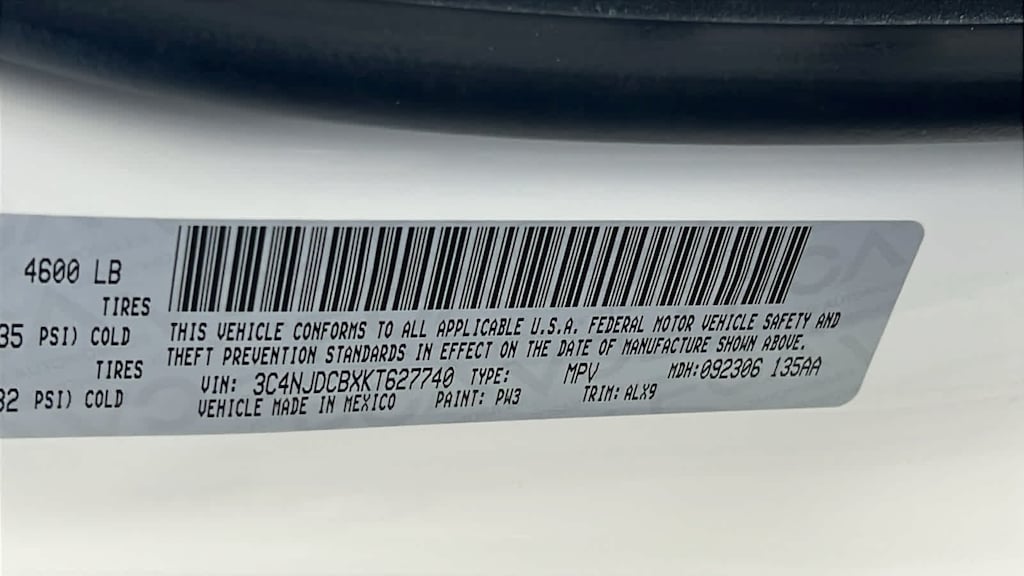 4600 LB
TIRES
35 PSI) COLD
TIRES
32 PSI) COLD
THIS VEHICLE CONFORMS TO ALL APPLICABLE U.S.A. FEDERAL MOTOR VEHICLE SAFETY AND
THEFT PREVENTION STANDARDS IN EFFECT ON THE DATE OF MANUFACTURE SHOWN ABOVE.
VIN: 3C4NJDCBXKT627740 TYPE: MPV MDH:092306 135AA
VEHICLE MADE IN MEXICO PAINT: PW3 TRIM: ALX9